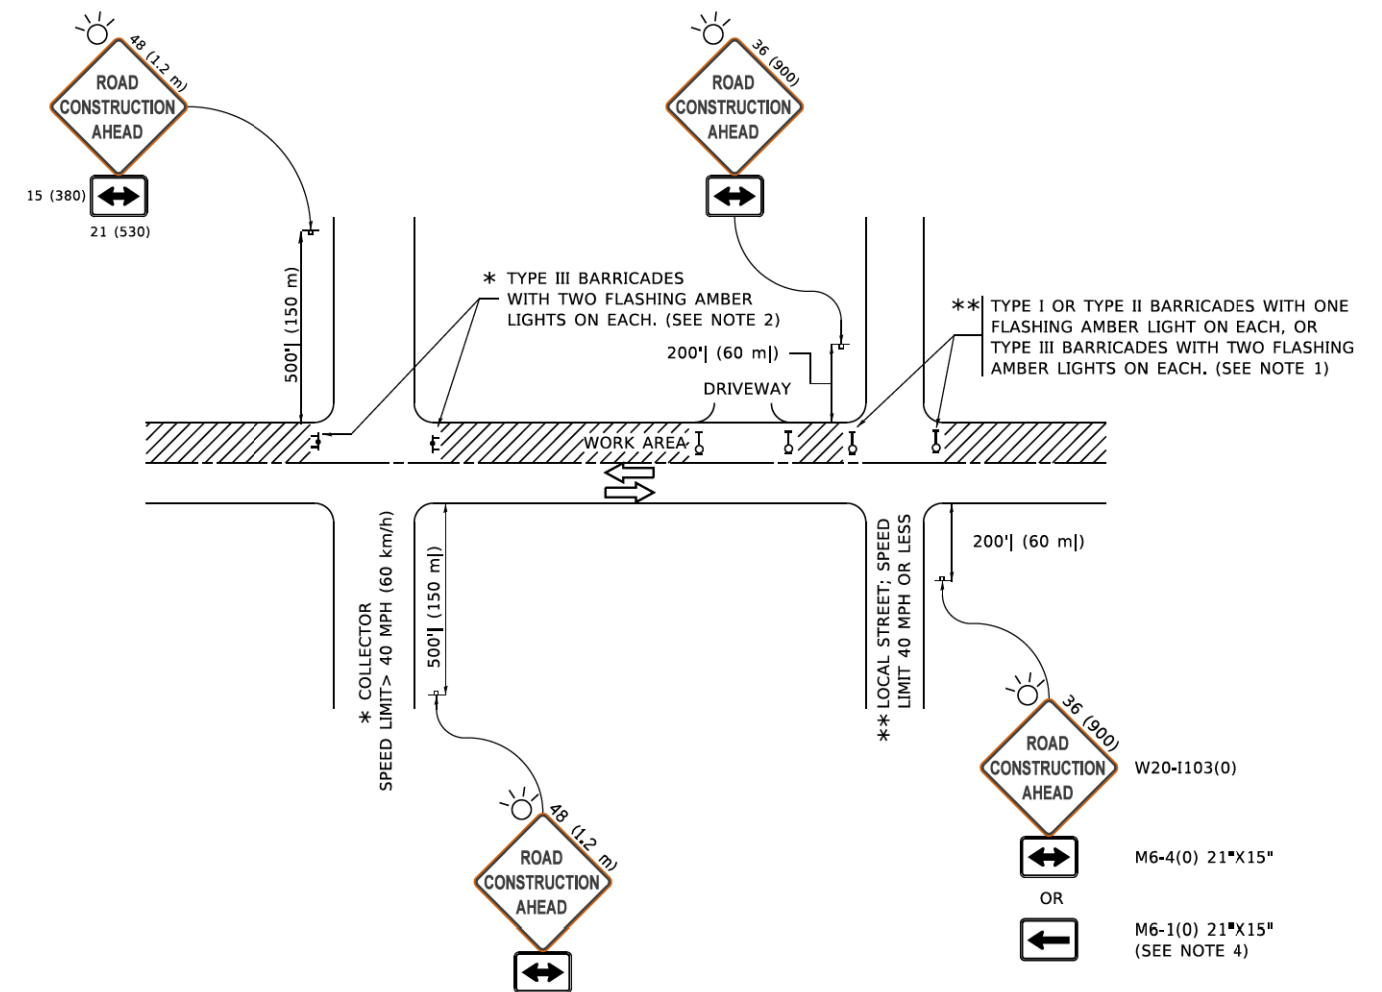 48 (1.2 m)
ROAD
CONSTRUCTION
AHEAD
15 (380)
21 (530)
36 (900)
ROAD
CONSTRUCTION
AHEAD
500'| (150 m)
* TYPE III BARRICADES
WITH TWO FLASHING AMBER
LIGHTS ON EACH. (SEE NOTE 2)
200'| (60 m|)
DRIVEWAY
** TYPE I OR TYPE II BARRICADES WITH ONE
FLASHING AMBER LIGHT ON EACH, OR
TYPE III BARRICADES WITH TWO FLASHING
AMBER LIGHTS ON EACH. (SEE NOTE 1)
WORK AREA
* COLLECTOR
SPEED LIMIT> 40 MPH (60 km/h)
500'| (150 m|)
** LOCAL STREET; SPEED
LIMIT 40 MPH OR LESS
200'| (60 m|)
48 (1.2 m)
ROAD
CONSTRUCTION
AHEAD
36 (900)
ROAD
CONSTRUCTION
AHEAD
W20-I103(0)
M6-4(0) 21"X15"
OR
M6-1(0) 21"X15"
(SEE NOTE 4)